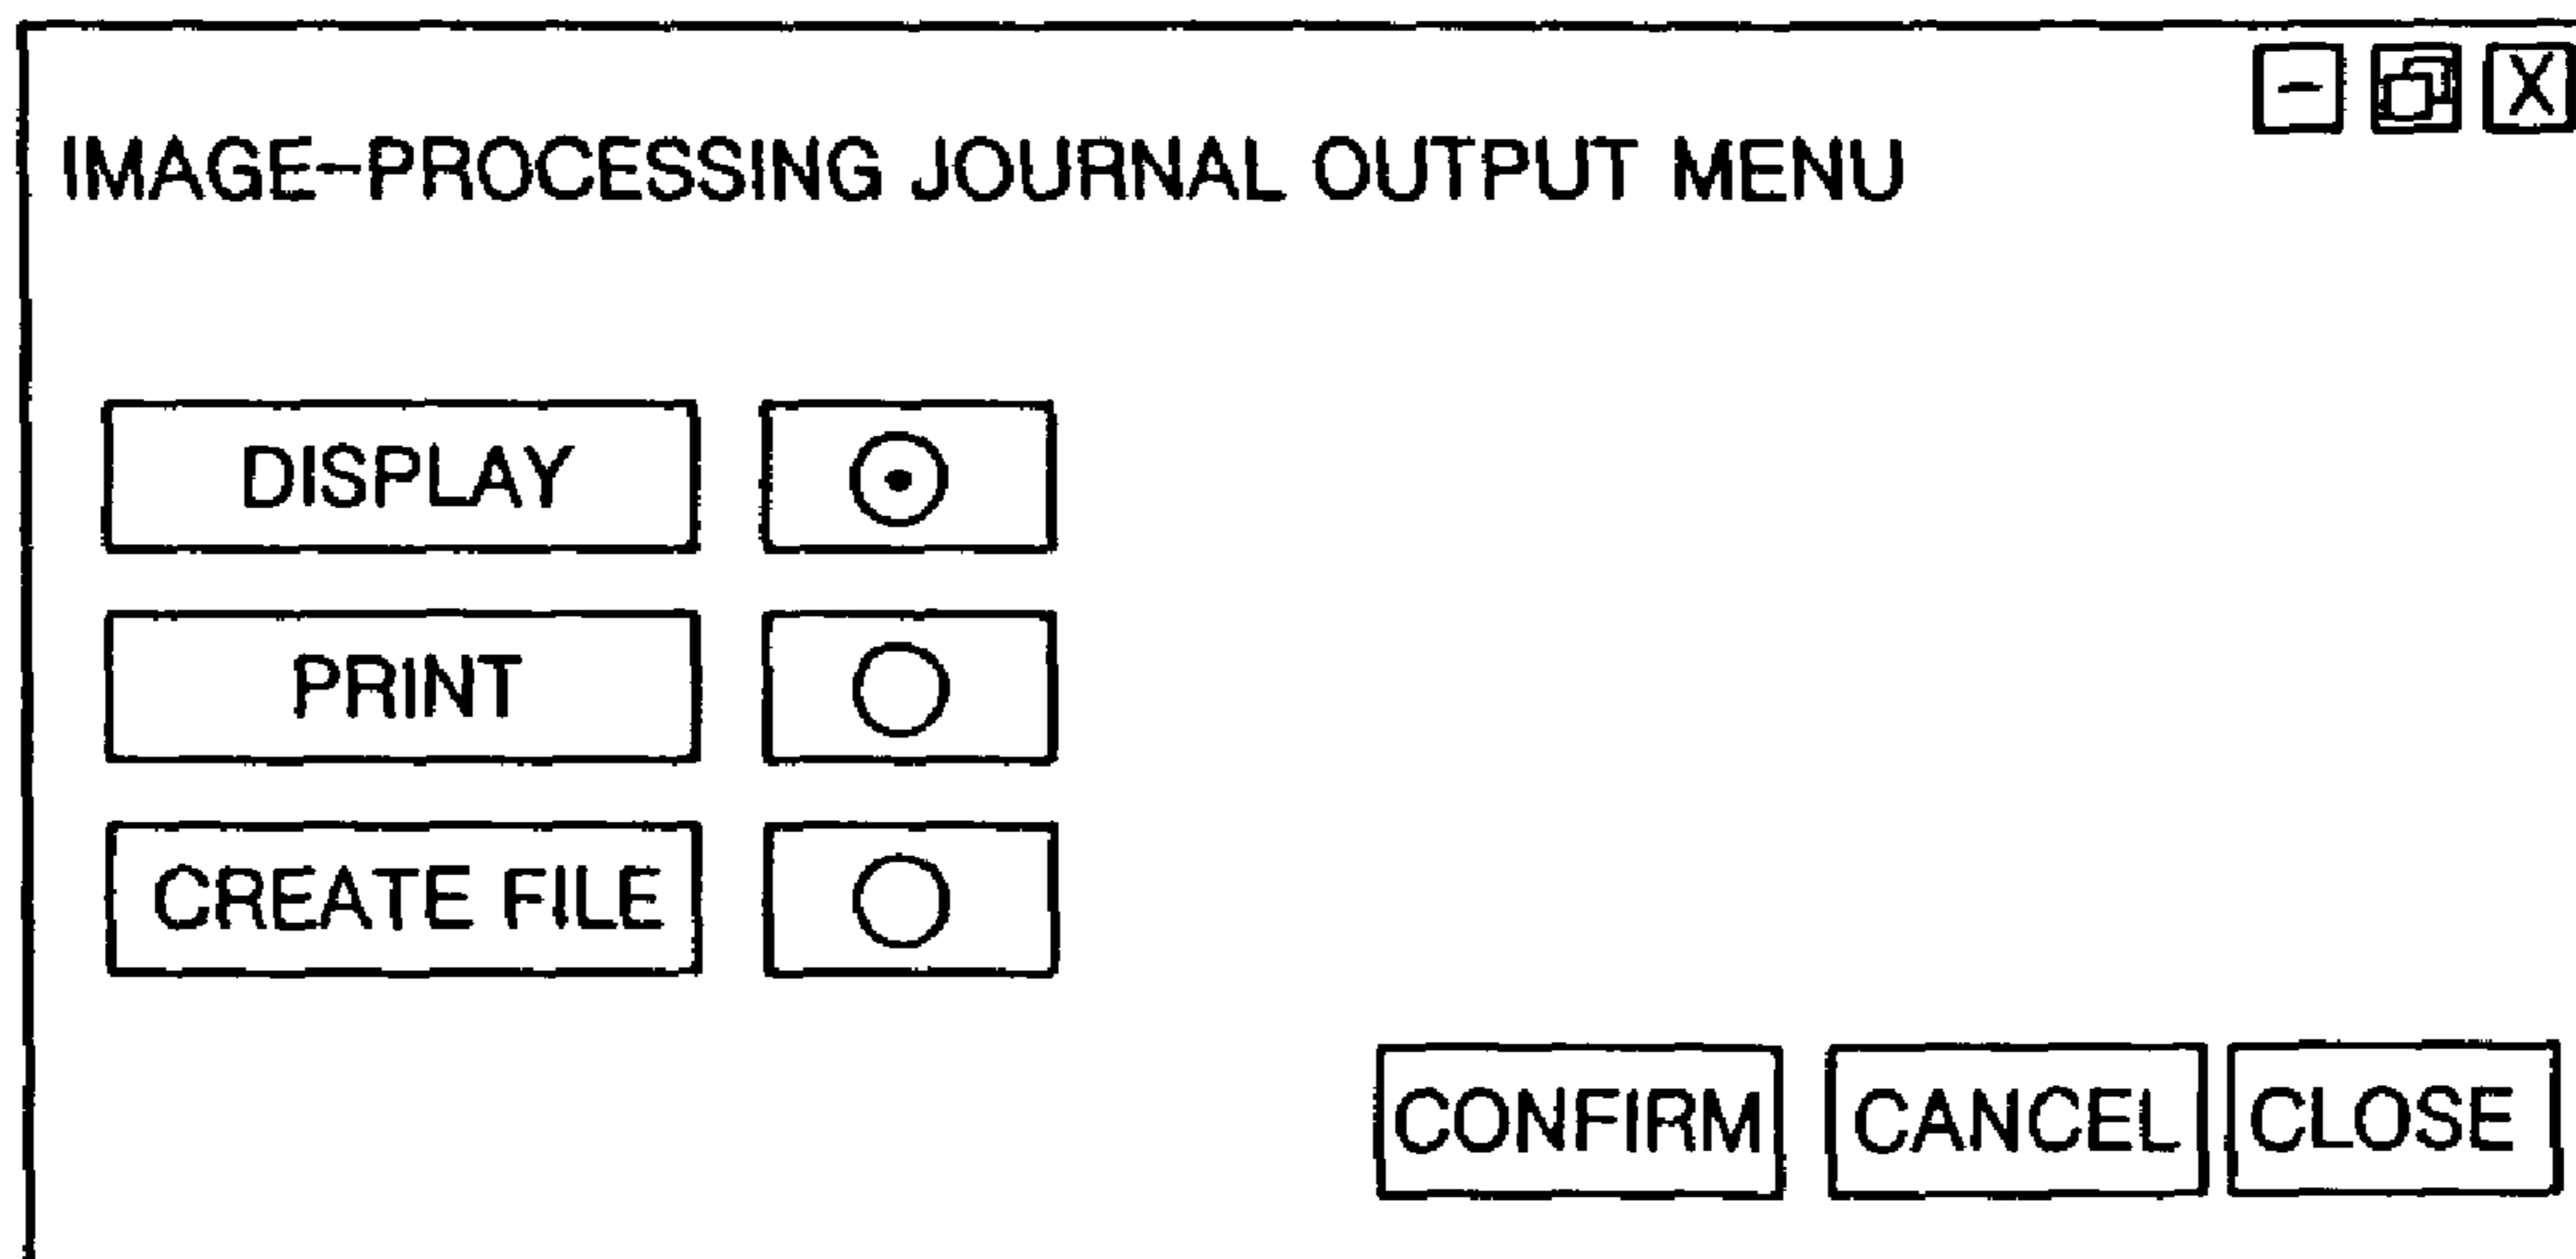 IMAGE-PROCESSING JOURNAL OUTPUT MENU
DISPLAY
PRINT
CREATE FILE
CONFIRM CANCEL CLOSE